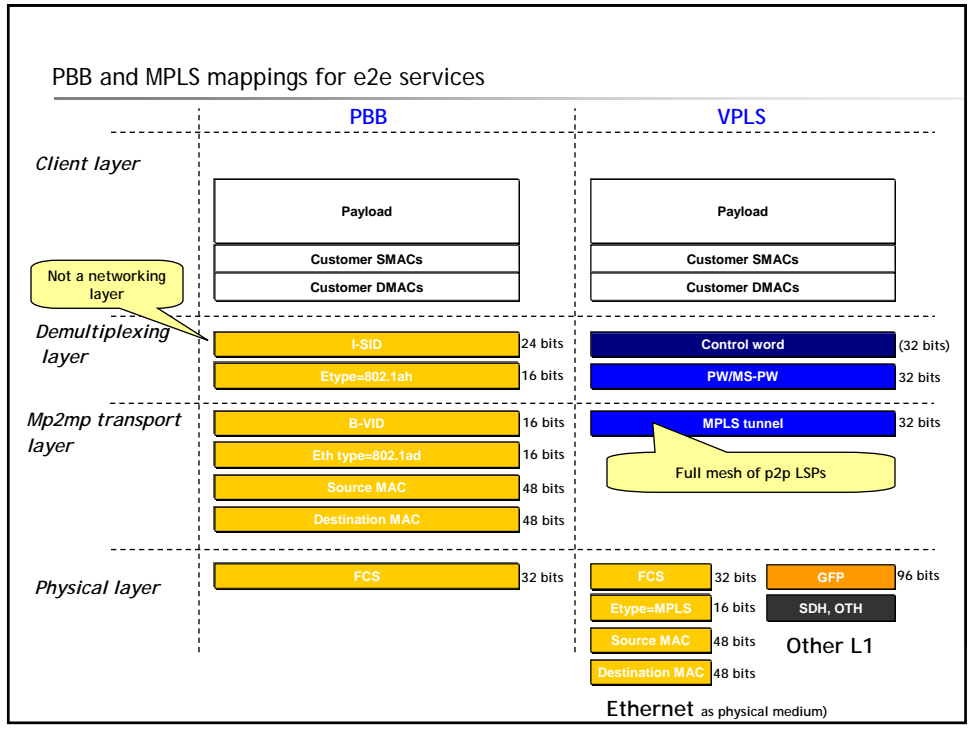 PBB and MPLS mappings for e2e services
PBB
VPLS
Client layer
Payload
Payload
Customer SMACs
Customer SMACs
Customer DMACs
Customer DMACs
Not a networking
layer
Demultiplexing
layer
I-SID
24 bits
Control word
(32 bits)
Etype=802.1ah
16 bits
PW/MS-PW
32 bits
Mp2mp transport
layer
B-VID
16 bits
MPLS tunnel
32 bits
Eth type=802.1ad
16 bits
Full mesh of p2p LSPs
Source MAC
48 bits
Destination MAC
48 bits
Physical layer
FCS
32 bits
FCS
32 bits
GFP
96 bits
Etype=MPLS
16 bits
SDH, OTH
Source MAC
48 bits
Other L1
Destination MAC
48 bits
Ethernet as physical medium)